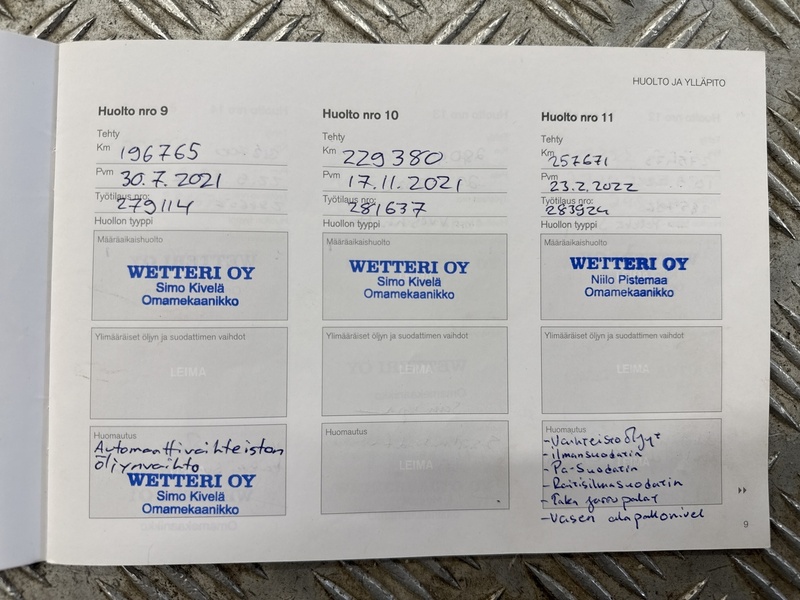 HUOLTO JA YLLÄPITO
Huolto nro 9
Tehty
Km 196765
Pvm 30.7.2021
Työtilaus nro: 279114
Huollon tyyppi
Määräaikaishuolto
WETTERI OY
Simo Kivelä
Omamekaanikko
Ylimääräiset öljyn ja suodattimen vaihdot
LEIMA
Huomautus
Automaattivaihteiston
öljynvaihto
WETTERI OY
Simo Kivelä
Omamekaanikko
Huolto nro 10
Tehty
Km 229380
Pvm 17.11.2021
Työtilaus nro: 281637
Huollon tyyppi
Määräaikaishuolto
WETTERI OY
Simo Kivelä
Omamekaanikko
Ylimääräiset öljyn ja suodattimen vaihdot
LEIMA
Huomautus
LEIMA
Huolto nro 11
Tehty
Km 257671
Pvm 23.2.2022
Työtilaus nro: 283924
Huollon tyyppi
Määräaikaishuolto
WETTERI OY
Niilo Pistemaa
Omamekaanikko
Ylimääräiset öljyn ja suodattimen vaihdot
LEIMA
Huomautus
-Vaihteistoöljyt
-ilmansuodatin
-Pa-Suodatin
-Raitisilmasuodatin
-Taka jarrupalat
-Vasen alapallonivel
9